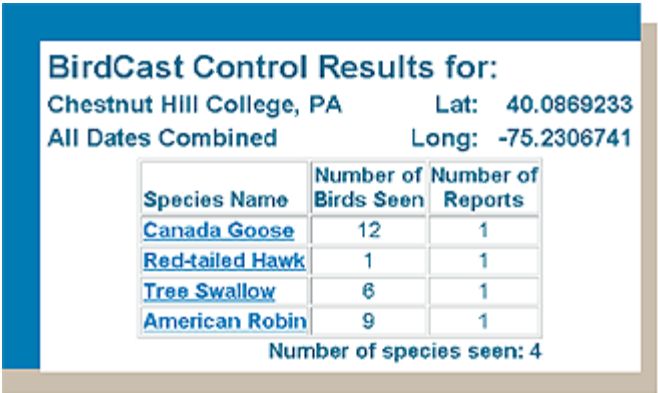 BirdCast Control Results for:
Chestnut Hill College, PA Lat: 40.0869233
All Dates Combined Long: -75.2306741
Species Name Number of Birds Seen Number of Reports
Canada Goose 12 1
Red-tailed Hawk 1 1
Tree Swallow 6 1
American Robin 9 1
Number of species seen: 4